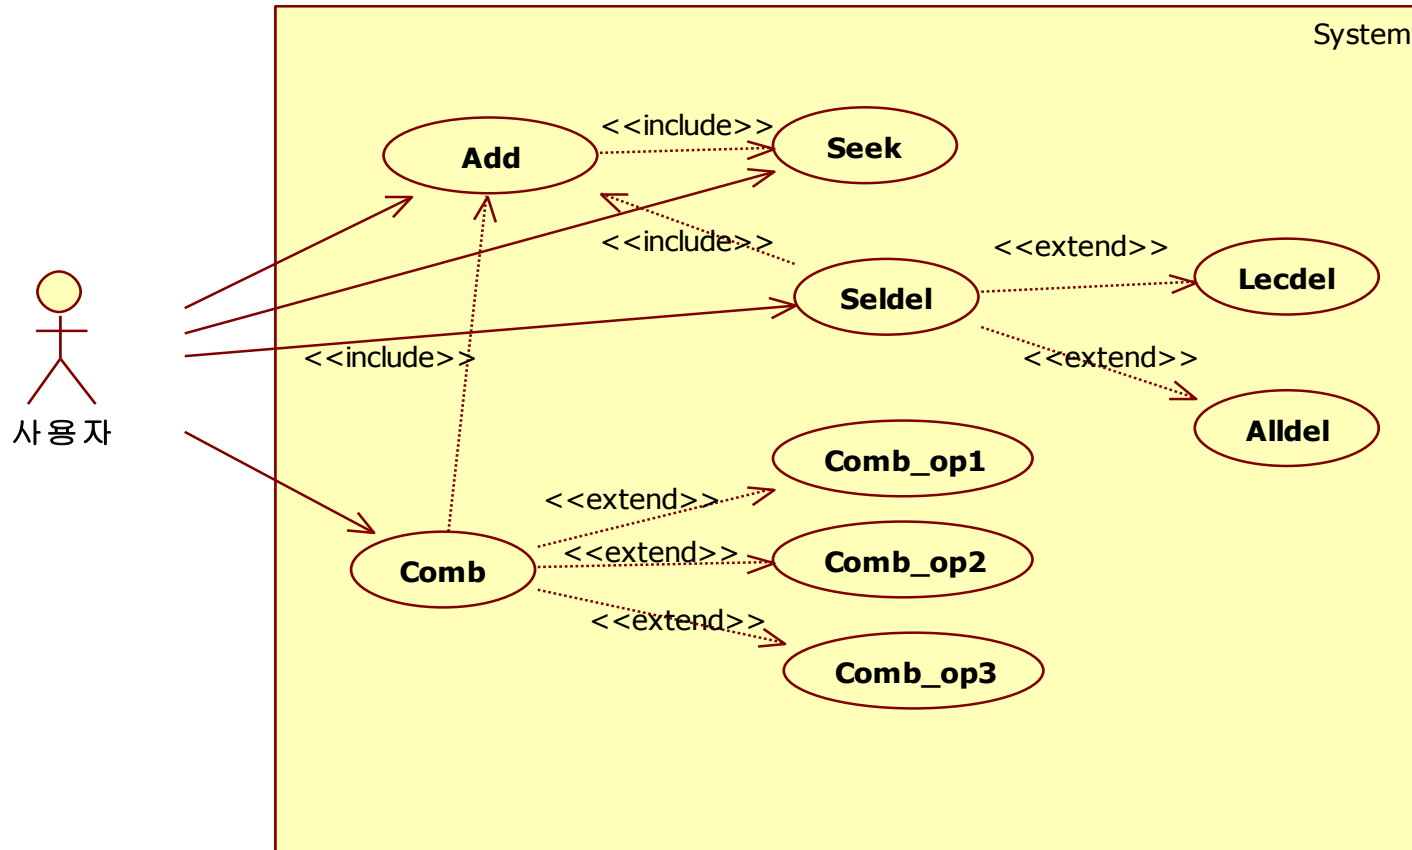 System
<<include>>
Add
Seek
<<include>>
<<extend>>
Seldel
Lecdel
<<include>>
<<extend>>
사용자
Alldel
Comb_op1
<<extend>>
<<extend>>
Comb
Comb_op2
<<extend>>
Comb_op3